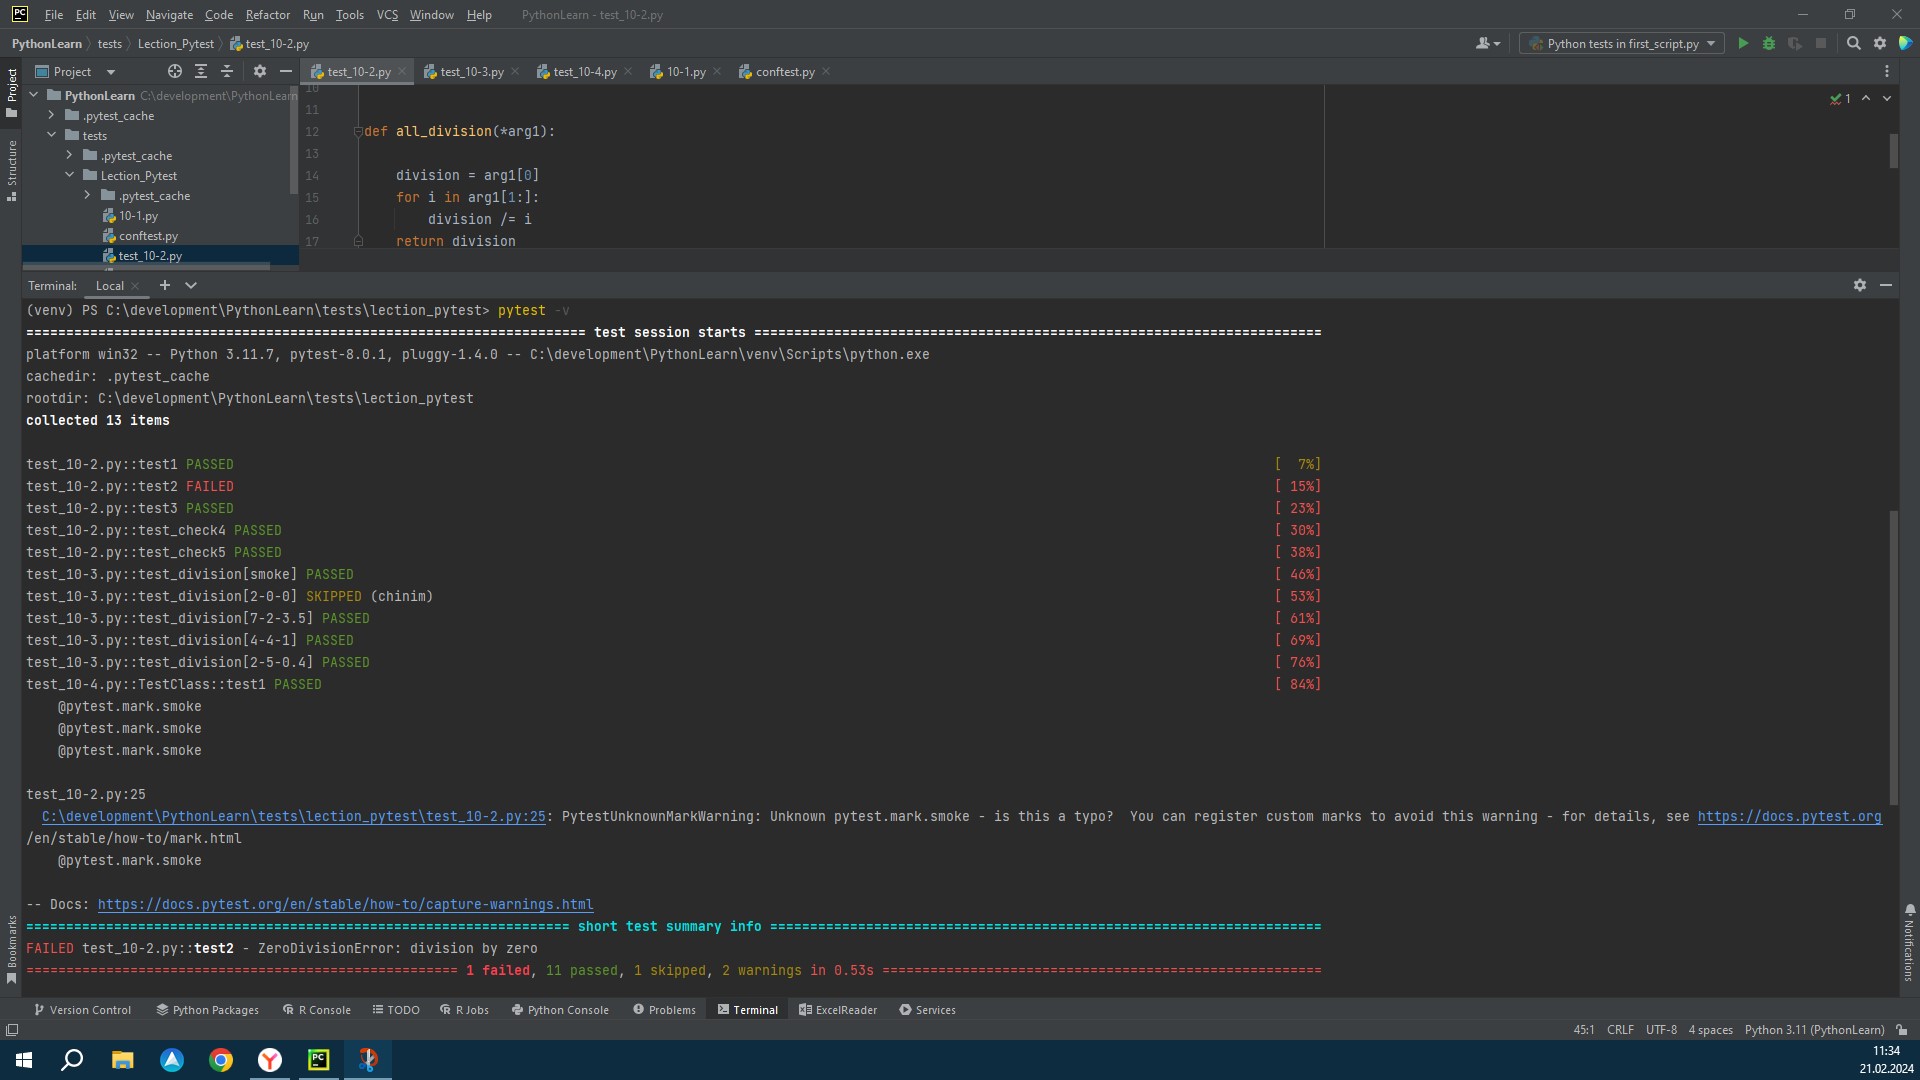 PC File Edit View Navigate Code Refactor Run Tools VCS Window Help PythonLearn - test_10-2.py
PythonLearn tests Lection_Pytest test_10-2.py Python tests in first_script.py
Project
Structure
Bookmarks
Notifications
Project
test_10-2.py test_10-3.py test_10-4.py 10-1.py conftest.py
PythonLearn C:\development\PythonLearn
.pytest_cache
tests
.pytest_cache
Lection_Pytest
.pytest_cache
10-1.py
conftest.py
test_10-2.py
1
10
11
12 def all_division(*arg1):
13
14 division = arg1[0]
15 for i in arg1[1:]:
16 division /= i
17 return division
Terminal: Local
(venv) PS C:\development\PythonLearn\tests\lection_pytest> pytest -v
====================================================================== test session starts =======================================================================
platform win32 -- Python 3.11.7, pytest-8.0.1, pluggy-1.4.0 -- C:\development\PythonLearn\venv\Scripts\python.exe
cachedir: .pytest_cache
rootdir: C:\development\PythonLearn\tests\lection_pytest
collected 13 items
test_10-2.py::test1 PASSED [  7%]
test_10-2.py::test2 FAILED [ 15%]
test_10-2.py::test3 PASSED [ 23%]
test_10-2.py::test_check4 PASSED [ 30%]
test_10-2.py::test_check5 PASSED [ 38%]
test_10-3.py::test_division[smoke] PASSED [ 46%]
test_10-3.py::test_division[2-0-0] SKIPPED (chinim) [ 53%]
test_10-3.py::test_division[7-2-3.5] PASSED [ 61%]
test_10-3.py::test_division[4-4-1] PASSED [ 69%]
test_10-3.py::test_division[2-5-0.4] PASSED [ 76%]
test_10-4.py::TestClass::test1 PASSED [ 84%]
@pytest.mark.smoke
@pytest.mark.smoke
@pytest.mark.smoke
test_10-2.py:25
C:\development\PythonLearn\tests\lection_pytest\test_10-2.py:25: PytestUnknownMarkWarning: Unknown pytest.mark.smoke - is this a typo?  You can register custom marks to avoid this warning - for details, see https://docs.pytest.org
/en/stable/how-to/mark.html
@pytest.mark.smoke
-- Docs: https://docs.pytest.org/en/stable/how-to/capture-warnings.html
==================================================================== short test summary info =====================================================================
FAILED test_10-2.py::test2 - ZeroDivisionError: division by zero
====================================================== 1 failed, 11 passed, 1 skipped, 2 warnings in 0.53s =======================================================
Version Control Python Packages R Console TODO R Jobs Python Console Problems Terminal ExcelReader Services
45:1 CRLF UTF-8 4 spaces Python 3.11 (PythonLearn)
11:34
21.02.2024